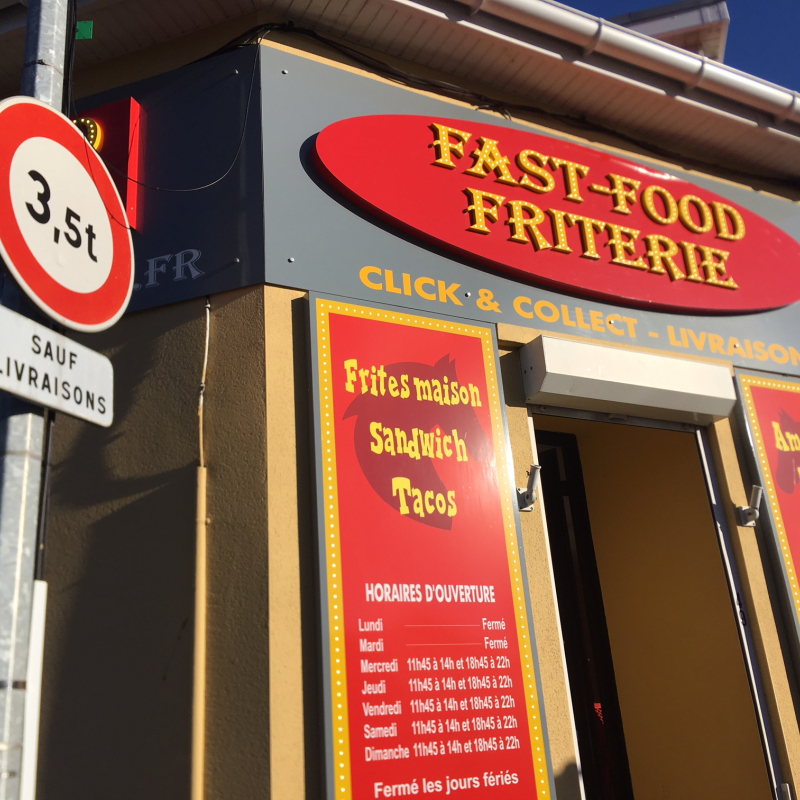 3,5t
SAUF
LIVRAISONS
.FR
FAST-FOOD
FRITERIE
CLICK & COLLECT - LIVRAISON
Frites maison
Sandwich
Tacos
HORAIRES D'OUVERTURE
Lundi Fermé
Mardi Fermé
Mercredi 11h45 à 14h et 18h45 à 22h
Jeudi 11h45 à 14h et 18h45 à 22h
Vendredi 11h45 à 14h et 18h45 à 22h
Samedi 11h45 à 14h et 18h45 à 22h
Dimanche 11h45 à 14h et 18h45 à 22h
Fermé les jours fériés
Am